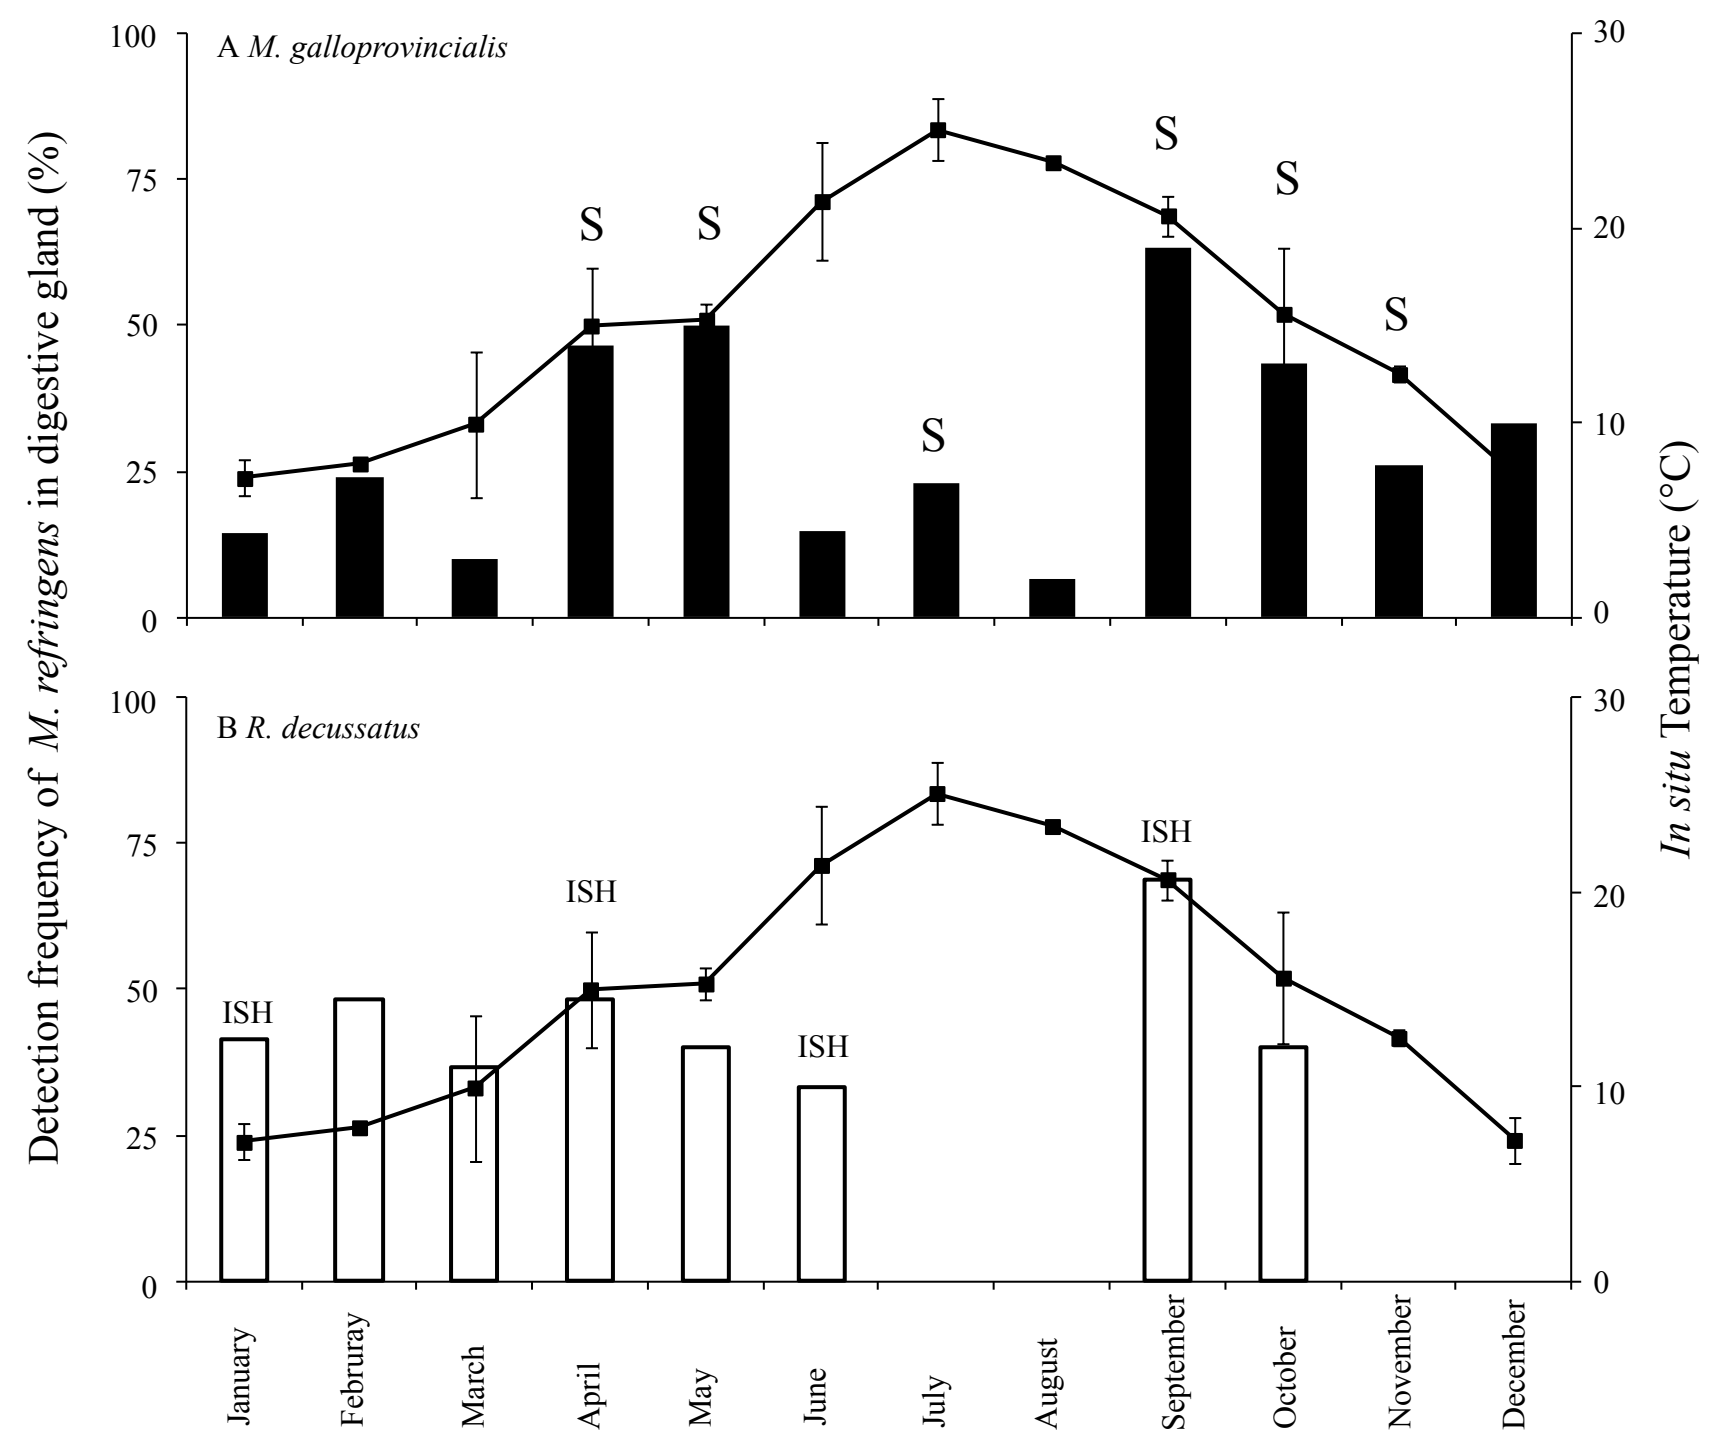 Detection frequency of M. refringens in digestive gland (%)
In situ Temperature (°C)
A M. galloprovincialis
100
75
50
25
0
30
20
10
0
S
S
S
S
S
S
B R. decussatus
100
75
50
25
0
30
20
10
0
ISH
ISH
ISH
ISH
January
Februray
March
April
May
June
July
August
September
October
November
December